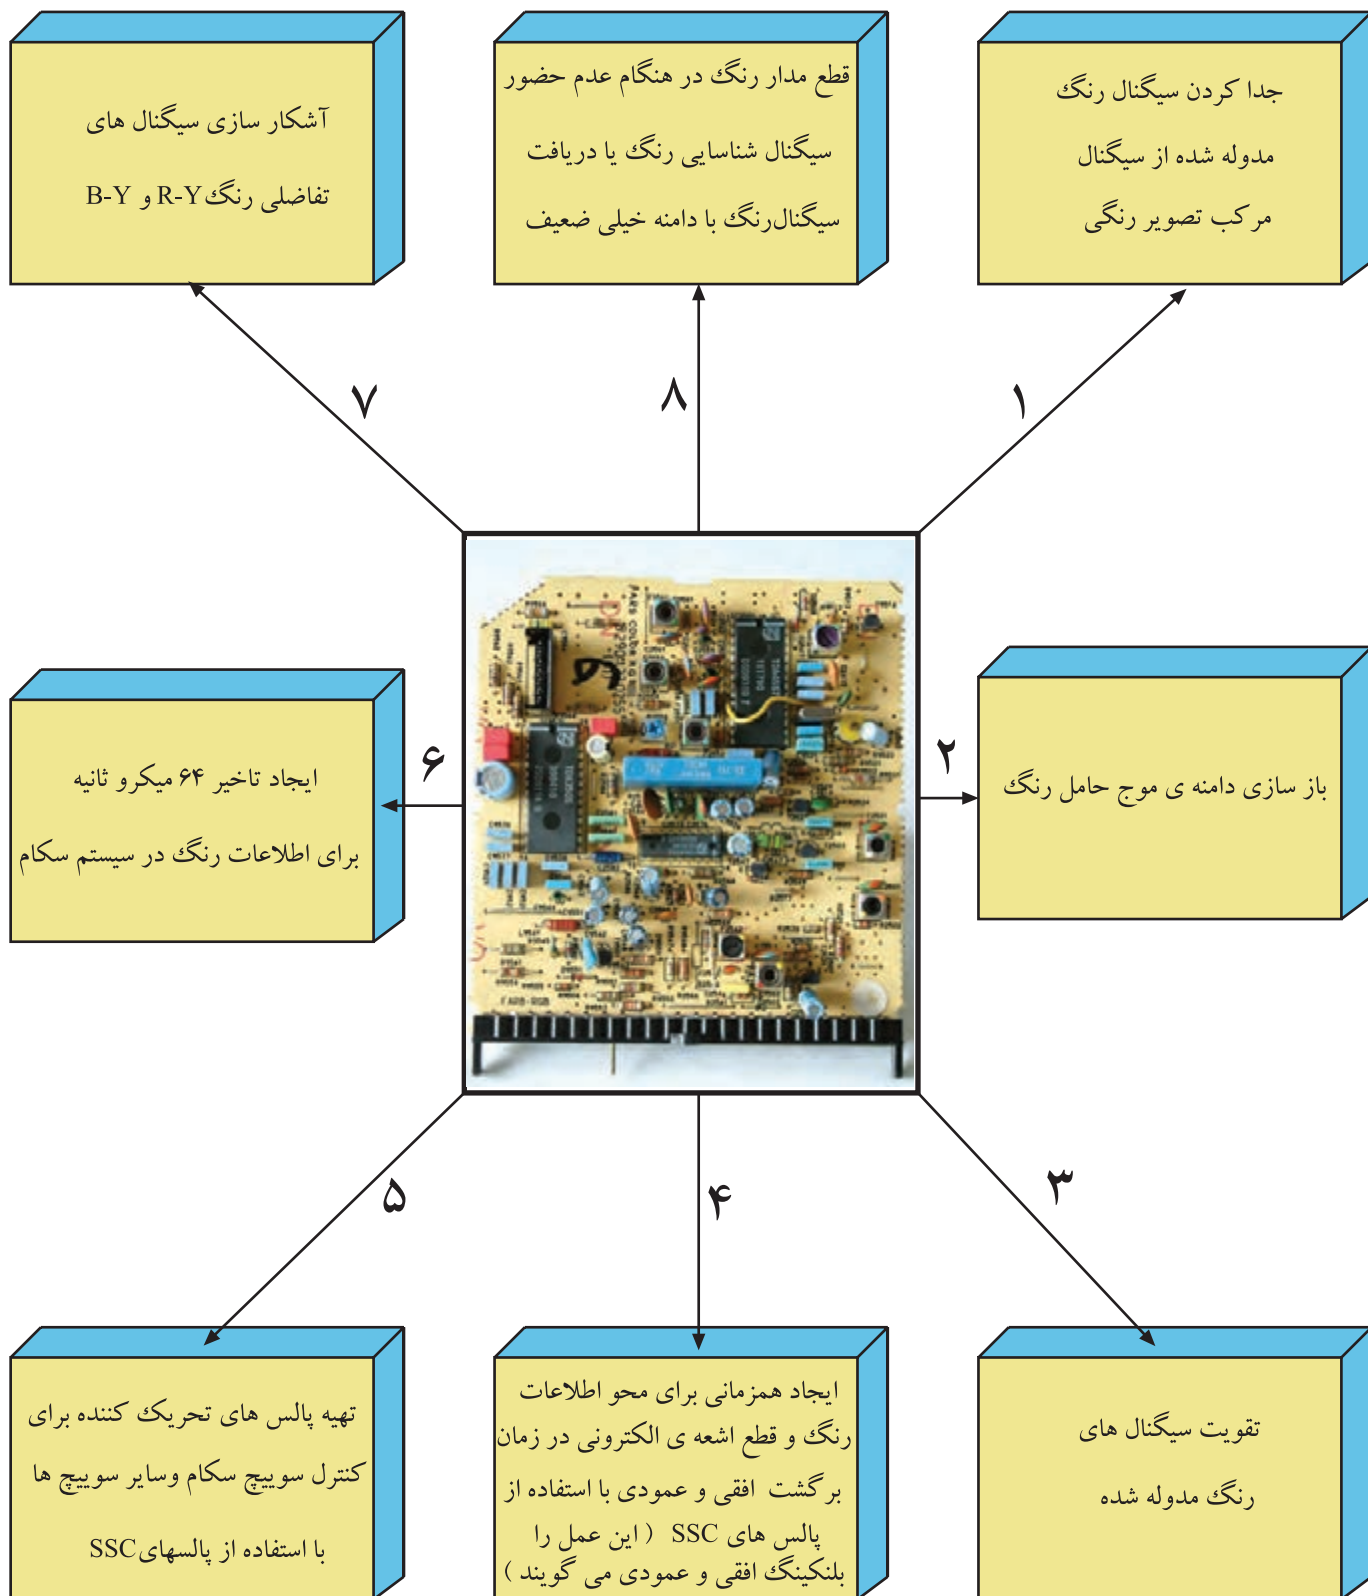 جدا کردن سیگنال رنگ
مدوله شده از سیگنال
مرکب تصویر رنگی
۱
باز سازی دامنه ی موج حامل رنگ
۲
تقویت سیگنال های
رنگ مدوله شده
۳
ایجاد همزمانی برای محو اطلاعات
رنگ و قطع اشعه ی الکترونی در زمان
برگشت افقی و عمودی با استفاده از
پالس های SSC ( این عمل را
بلنکینگ افقی و عمودی می گویند )
۴
تهیه پالس های تحریک کننده برای
کنترل سوییچ سکام وسایر سوییچ ها
با استفاده از پالسهای SSC
۵
ایجاد تاخیر ۶۴ میکرو ثانیه
برای اطلاعات رنگ در سیستم سکام
۶
آشکار سازی سیگنال های
تفاضلی رنگ R-Y و B-Y
۷
قطع مدار رنگ در هنگام عدم حضور
سیگنال شناسایی رنگ یا دریافت
سیگنال‌رنگ با دامنه خیلی ضعیف
۸